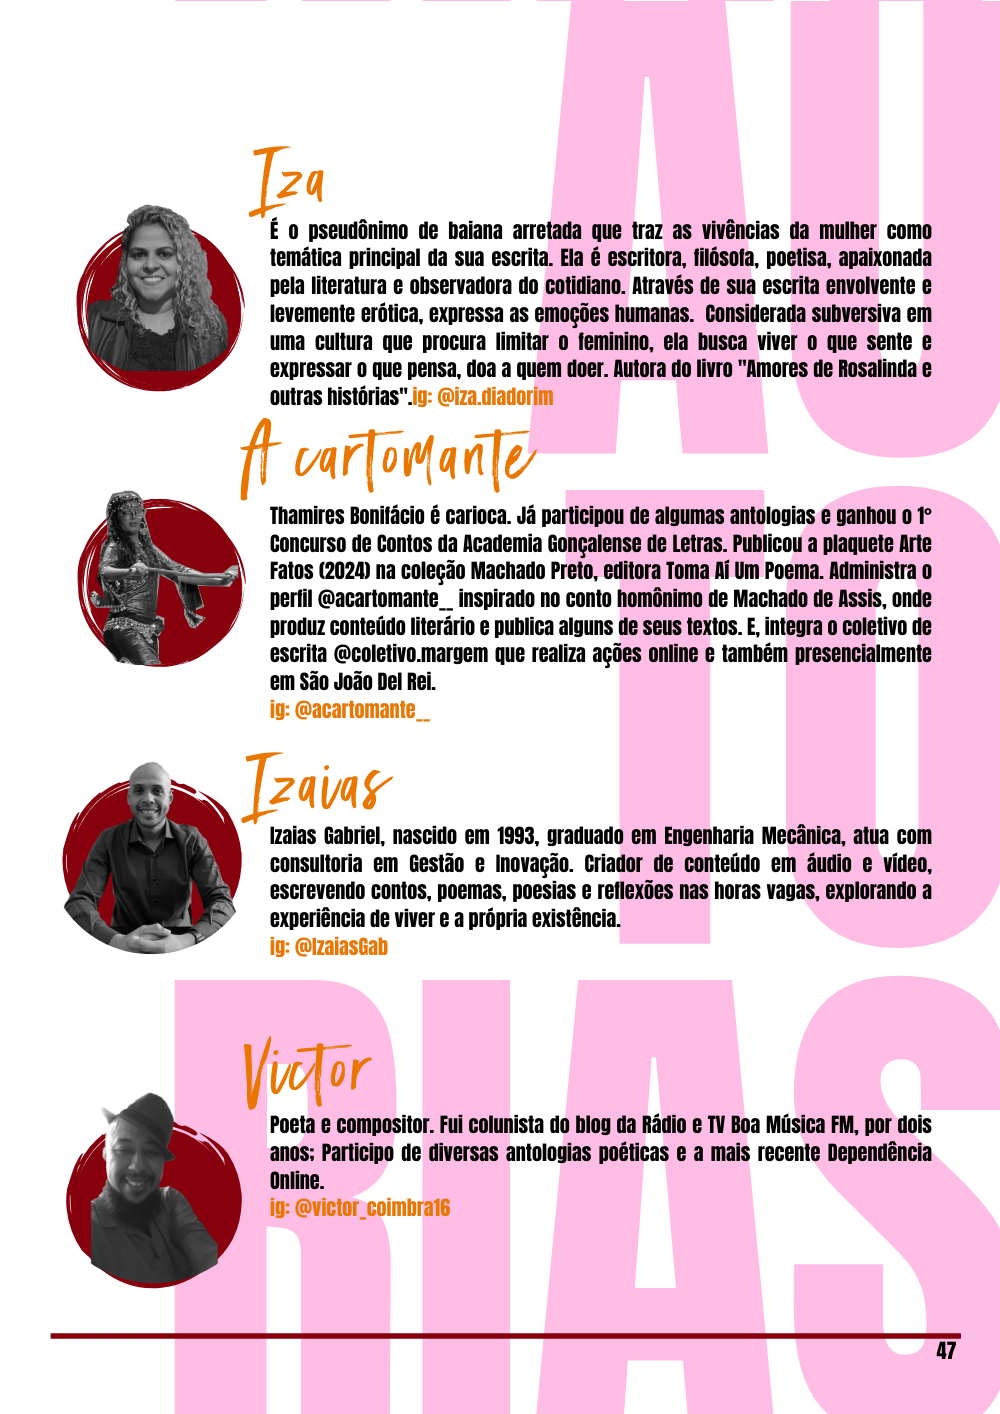 AU
TO
RIAS
Iza
É o pseudônimo de baiana arretada que traz as vivências da mulher como
temática principal da sua escrita. Ela é escritora, filósofa, poetisa, apaixonada
pela literatura e observadora do cotidiano. Através de sua escrita envolvente e
levemente erótica, expressa as emoções humanas. Considerada subversiva em
uma cultura que procura limitar o feminino, ela busca viver o que sente e
expressar o que pensa, doa a quem doer. Autora do livro "Amores de Rosalinda e
outras histórias".ig: @iza.diadorim
A cartomante
Thamires Bonifácio é carioca. Já participou de algumas antologias e ganhou o 1º
Concurso de Contos da Academia Gonçalense de Letras. Publicou a plaquete Arte
Fatos (2024) na coleção Machado Preto, editora Toma Aí Um Poema. Administra o
perfil @acartomante__ inspirado no conto homônimo de Machado de Assis, onde
produz conteúdo literário e publica alguns de seus textos. E, integra o coletivo de
escrita @coletivo.margem que realiza ações online e também presencialmente
em São João Del Rei.
ig: @acartomante__
Izaias
Izaias Gabriel, nascido em 1993, graduado em Engenharia Mecânica, atua com
consultoria em Gestão e Inovação. Criador de conteúdo em áudio e vídeo,
escrevendo contos, poemas, poesias e reflexões nas horas vagas, explorando a
experiência de viver e a própria existência.
ig: @IzaiasGab
Victor
Poeta e compositor. Fui colunista do blog da Rádio e TV Boa Música FM, por dois
anos; Participo de diversas antologias poéticas e a mais recente Dependência
Online.
ig: @victor_coimbra16
47